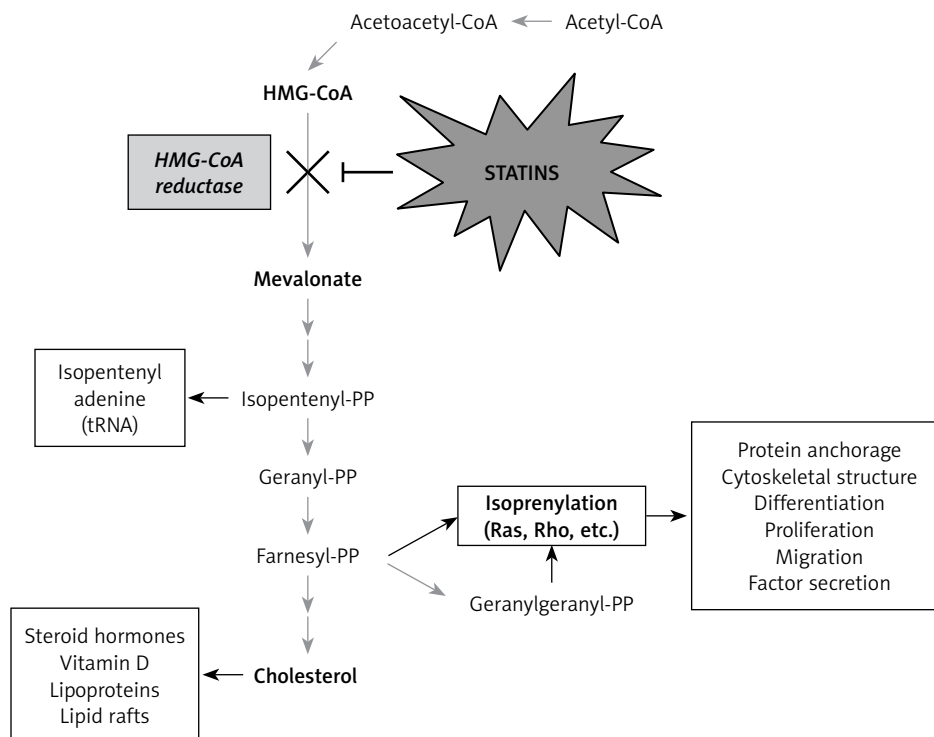 Acetoacetyl-CoA
Acetyl-CoA
HMG-CoA
HMG-CoA
reductase
STATINS
Mevalonate
Isopentenyl
adenine
(tRNA)
Isopentenyl-PP
Geranyl-PP
Farnesyl-PP
Isoprenylation
(Ras, Rho, etc.)
Geranylgeranyl-PP
Protein anchorage
Cytoskeletal structure
Differentiation
Proliferation
Migration
Factor secretion
Steroid hormones
Vitamin D
Lipoproteins
Lipid rafts
Cholesterol